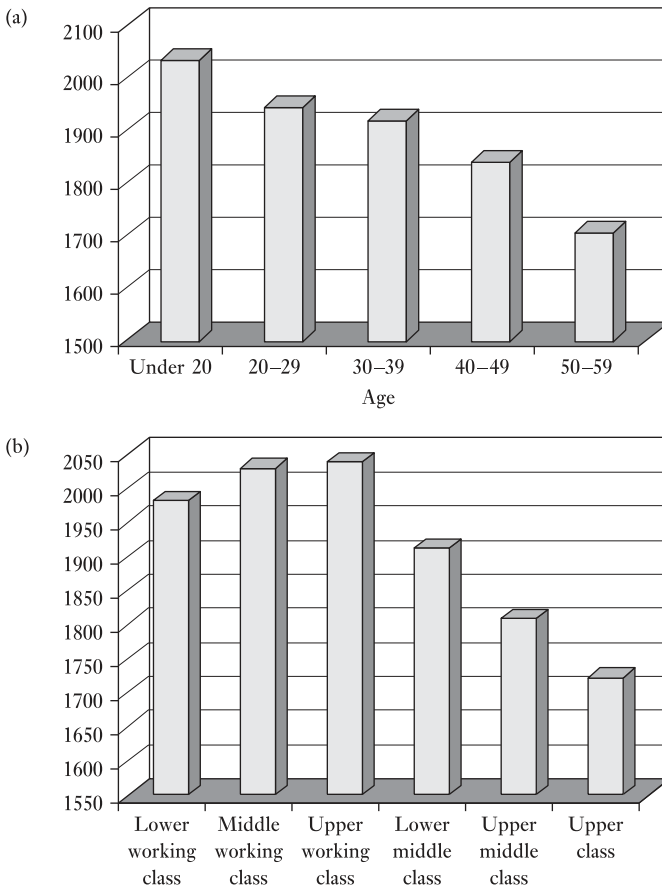 (a)
2100
2000
1900
1800
1700
1600
1500
Under 20 20–29 30–39 40–49 50–59
Age
(b)
2050
2000
1950
1900
1850
1800
1750
1700
1650
1600
1550
Lower working class
Middle working class
Upper working class
Lower middle class
Upper middle class
Upper class